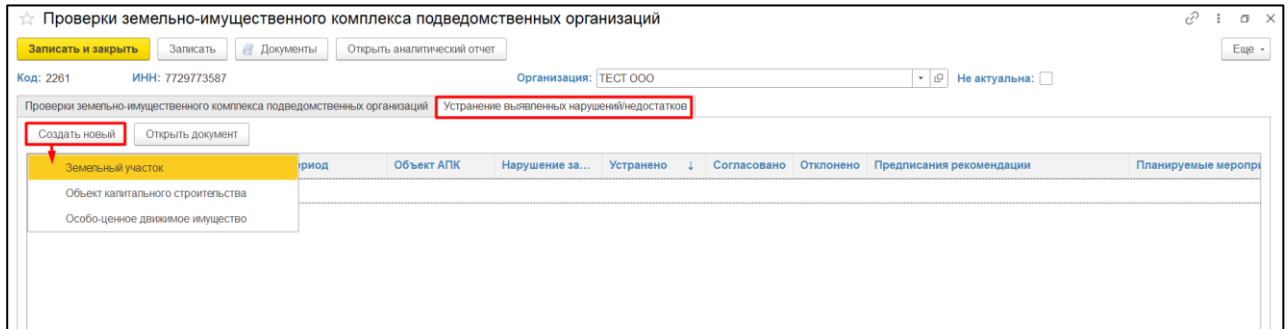 Проверки земельно-имущественного комплекса подведомственных организаций
Записать и закрыть Записать Документы Открыть аналитический отчет Еще
Код: 2261 ИНН: 7729773587 Организация: ТЕСТ ООО Не актуальна:
Проверки земельно-имущественного комплекса подведомственных организаций Устранение выявленных нарушений/недостатков
Создать новый Открыть документ
Земельный участок ериод Объект АПК Нарушение за... Устранено ↓ Согласовано Отклонено Предписания рекомендации Планируемые меропри
Объект капитального строительства
Особо-ценное движимое имущество